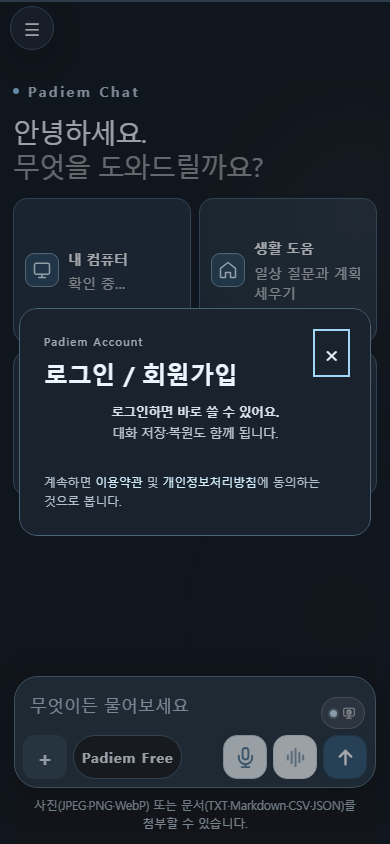 Padiem Chat
안녕하세요.
무엇을 도와드릴까요?
내 컴퓨터
확인 중...
생활 도움
일상 질문과 계획
세우기
Padiem Account
로그인 / 회원가입
×
로그인하면 바로 쓸 수 있어요.
대화 저장·복원도 함께 됩니다.
계속하면 이용약관 및 개인정보처리방침에 동의하는
것으로 봅니다.
무엇이든 물어보세요
+ Padiem Free
사진(JPEG·PNG·WebP) 또는 문서(TXT·Markdown·CSV·JSON)를
첨부할 수 있습니다.